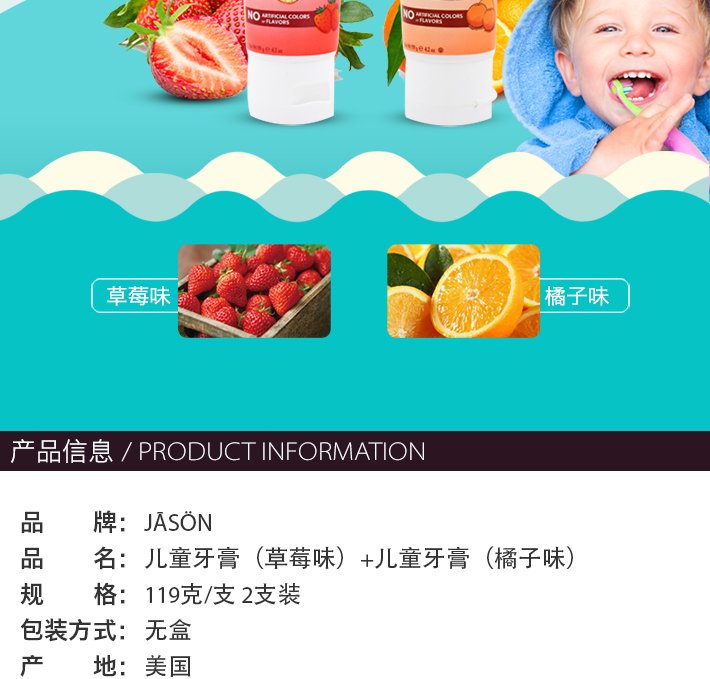 NO ARTIFICIAL COLORS or FLAVORS
NO ARTIFICIAL COLORS or FLAVORS
草莓味
橘子味
产品信息 / PRODUCT INFORMATION
品 牌： JĀSÖN
品 名： 儿童牙膏（草莓味）+儿童牙膏（橘子味）
规 格： 119克/支 2支装
包装方式： 无盒
产 地： 美国